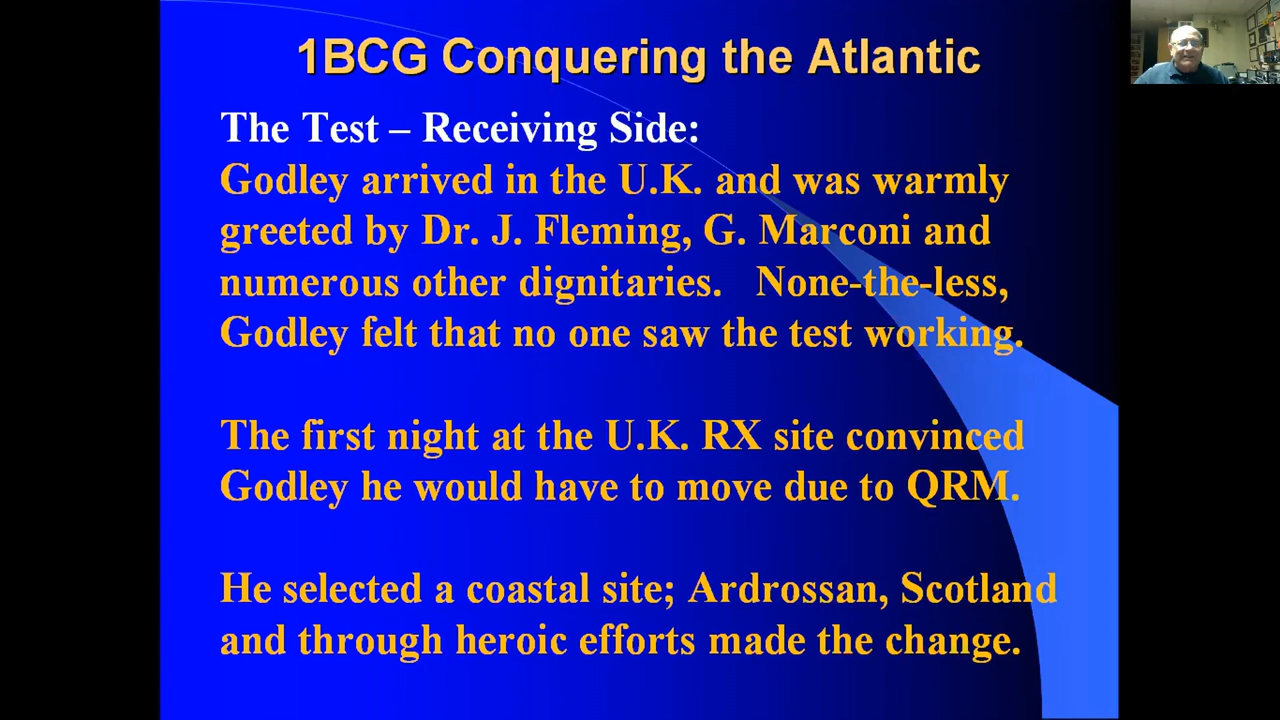 1BCG Conquering the Atlantic
The Test – Receiving Side:
Godley arrived in the U.K. and was warmly
greeted by Dr. J. Fleming, G. Marconi and
numerous other dignitaries.   None-the-less,
Godley felt that no one saw the test working.
The first night at the U.K. RX site convinced
Godley he would have to move due to QRM.
He selected a coastal site; Ardrossan, Scotland
and through heroic efforts made the change.